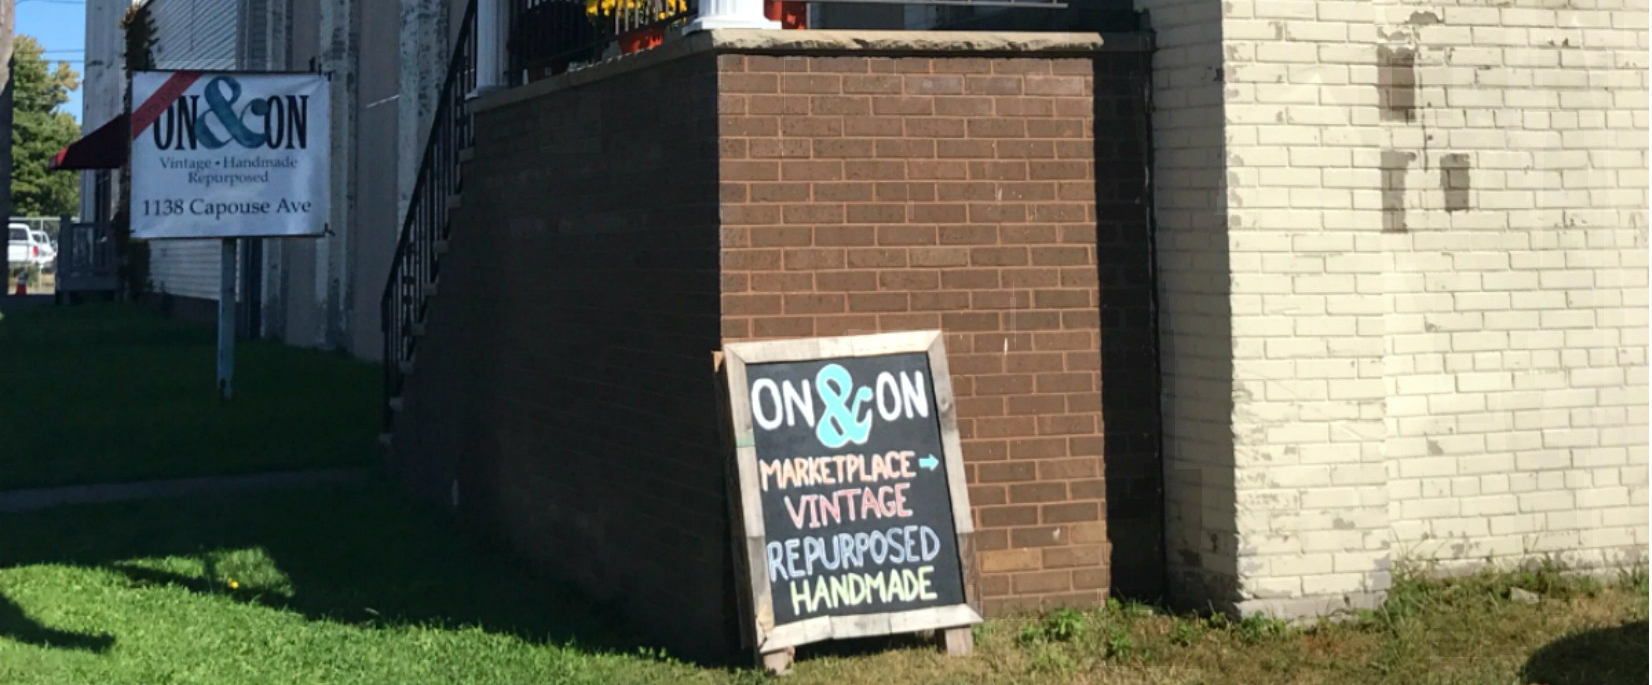 ON&ON
Vintage • Handmade
Repurposed
1138 Capouse Ave
ON & ON
MARKETPLACE →
VINTAGE
REPURPOSED
HANDMADE